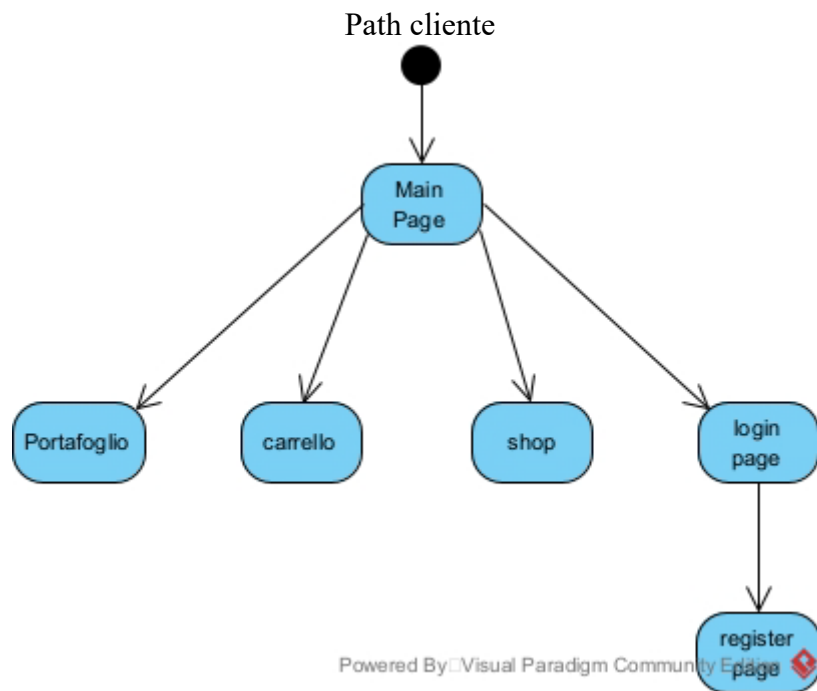 Path cliente
Main
Page
Portafoglio
carrello
shop
login
page
register
page
Powered By Visual Paradigm Community Edition